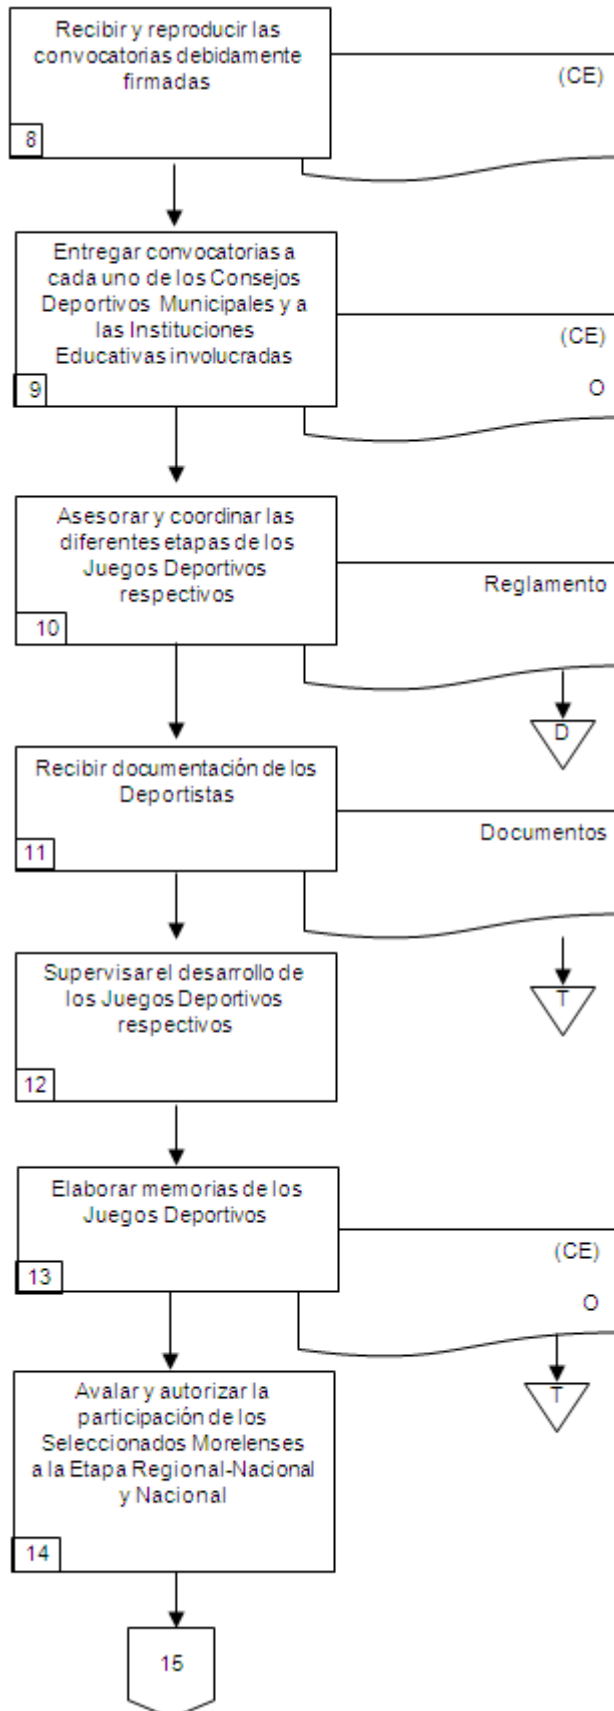 Recibir y reproducir las
convocatorias debidamente
firmadas
(CE)
8
Entregar convocatorias a
cada uno de los Consejos
Deportivos Municipales y a
las Instituciones
Educativas involucradas
(CE)
O
9
Asesorar y coordinar las
diferentes etapas de los
Juegos Deportivos
respectivos
Reglamento
10
D
Recibir documentación de los
Deportistas
Documentos
11
Supervisar el desarrollo de
los Juegos Deportivos
respectivos
T
12
Elaborar memorias de los
Juegos Deportivos
(CE)
13
O
Avalar y autorizar la
participación de los
Seleccionados Morelenses
a la Etapa Regional-Nacional
y Nacional
T
14
15